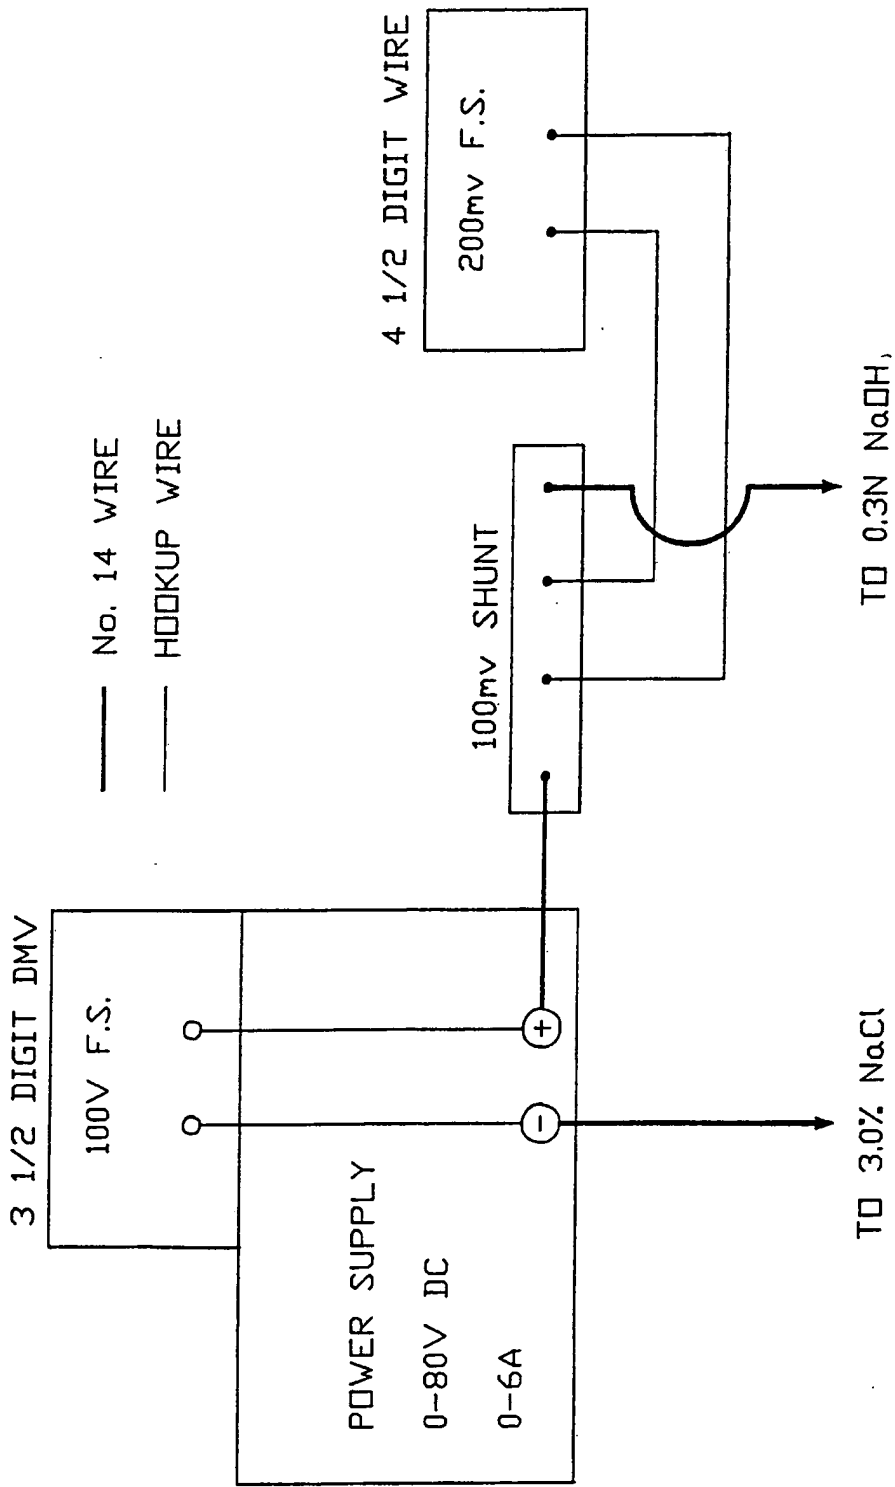 3 1/2 DIGIT DMV
100V F.S.
POWER SUPPLY
0-80V DC
0-6A
- +
TO 3.0% NaCl
No. 14 WIRE
HOOKUP WIRE
100mv SHUNT
4 1/2 DIGIT WIRE
200mv F.S.
TO 0.3N NaOH,